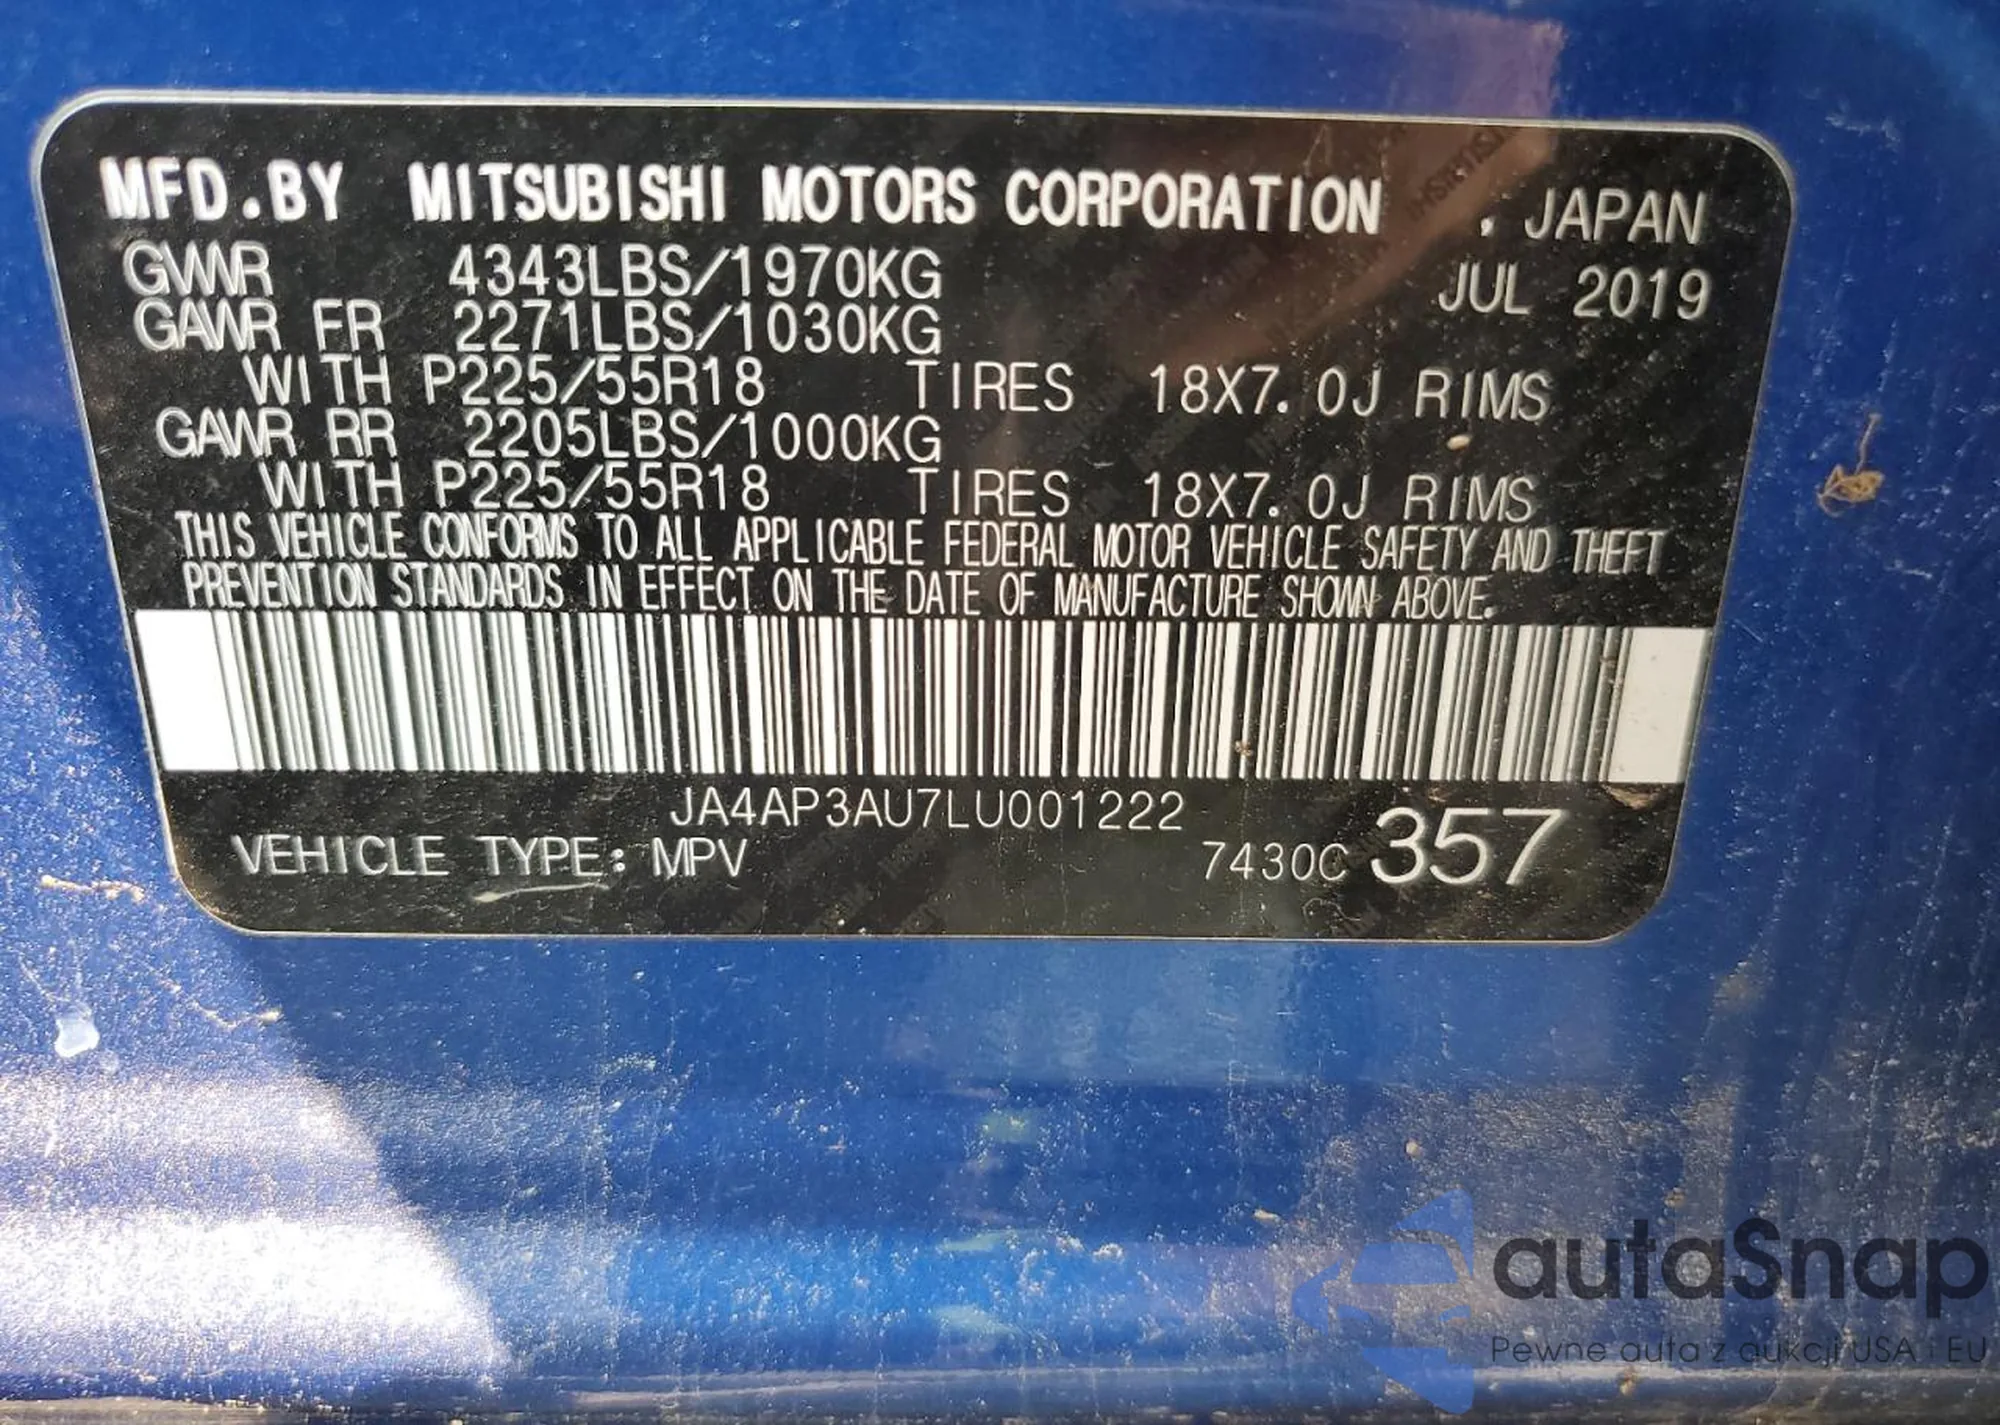 MFD.BY MITSUBISHI MOTORS CORPORATION . JAPAN
GVWR 4343LBS/1970KG JUL 2019
GAWR FR 2271LBS/1030KG
WITH P225/55R18 TIRES 18X7.0J RIMS
GAWR RR 2205LBS/1000KG
WITH P225/55R18 TIRES 18X7.0J RIMS
THIS VEHICLE CONFORMS TO ALL APPLICABLE FEDERAL MOTOR VEHICLE SAFETY AND THEFT
PREVENTION STANDARDS IN EFFECT ON THE DATE OF MANUFACTURE SHOWN ABOVE.
JA4AP3AU7LU001222
VEHICLE TYPE: MPV 7430C 357
autaSnap
Pewne auta z aukcji USA i EU